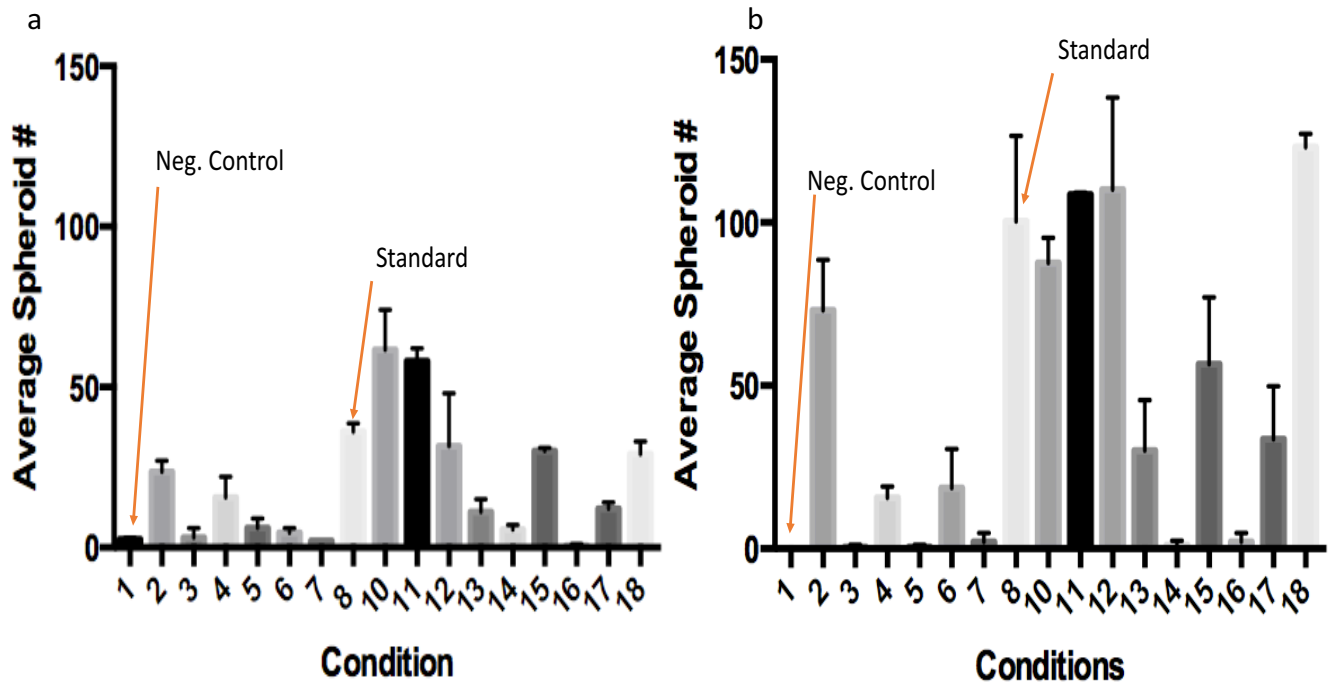 a
150
100
50
0
Average Spheroid #
Neg. Control
Standard
1 2 3 4 5 6 7 8 10 11 12 13 14 15 16 17 18
Condition
b
150
100
50
0
Average Spheroid #
Neg. Control
Standard
1 2 3 4 5 6 7 8 10 11 12 13 14 15 16 17 18
Conditions